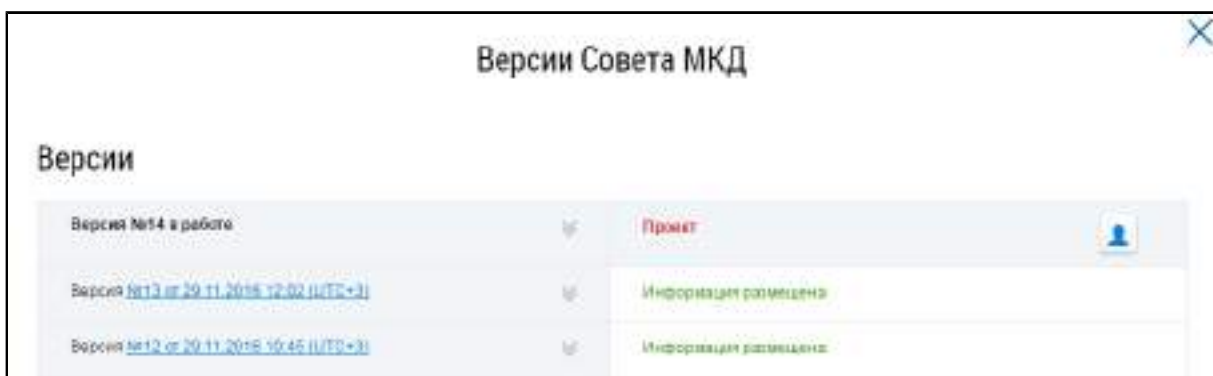 Версии Совета МКД
Версии
Версия №14 в работе
Проект
Версия №13 от 29.11.2016 12:02 (UTC+3)
Информация размещена
Версия №12 от 29.11.2016 10:45 (UTC+3)
Информация размещена